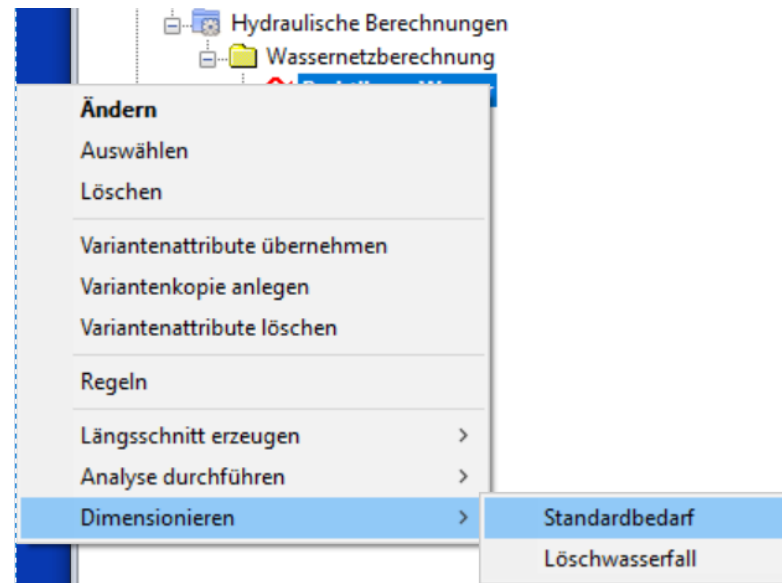 Hydraulische Berechnungen
Wassernetzberechnung
Ändern
Auswählen
Löschen
Variantenattribute übernehmen
Variantenkopie anlegen
Variantenattribute löschen
Regeln
Längsschnitt erzeugen
Analyse durchführen
Dimensionieren
Standardbedarf
Löschwasserfall